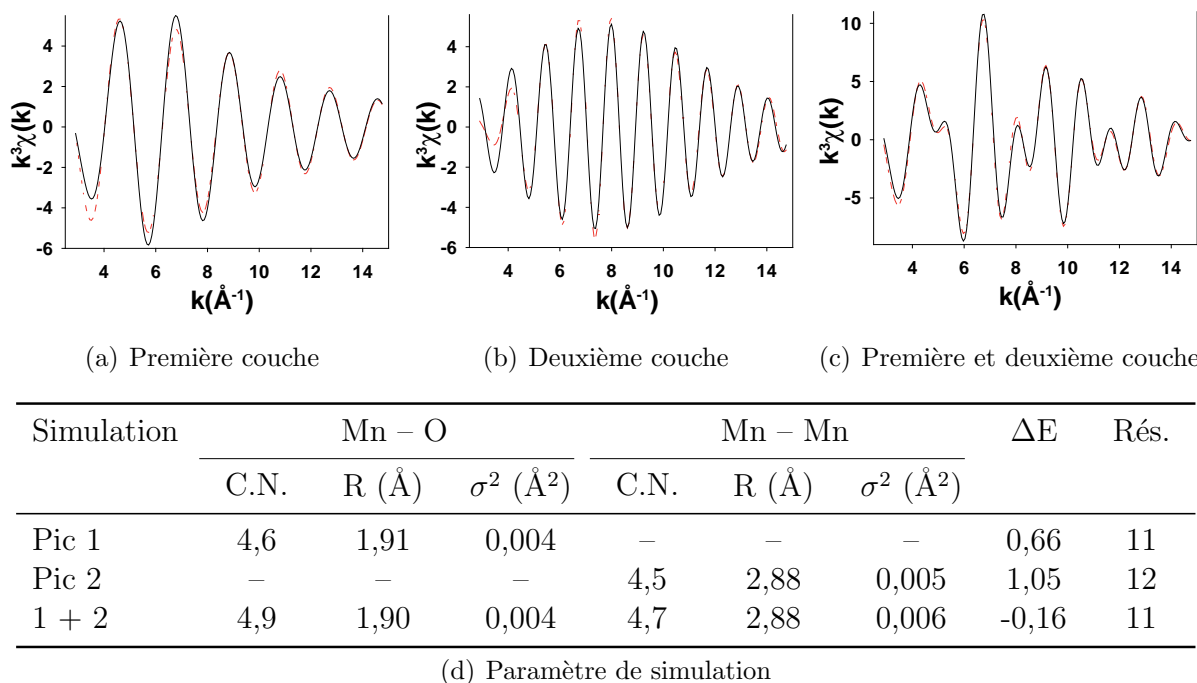 4
2
0
-2
-4
-6
k³χ(k)
4 6 8 10 12 14
k(Å⁻¹)
4
2
0
-2
-4
-6
k³χ(k)
4 6 8 10 12 14
k(Å⁻¹)
10
5
0
-5
k³χ(k)
4 6 8 10 12 14
k(Å⁻¹)
(a) Première couche
(b) Deuxième couche
(c) Première et deuxième couche
Simulation Mn – O Mn – Mn ΔE Rés.
C.N. R (Å) σ² (Å²) C.N. R (Å) σ² (Å²)
Pic 1 4,6 1,91 0,004 – – – 0,66 11
Pic 2 – – – 4,5 2,88 0,005 1,05 12
1 + 2 4,9 1,90 0,004 4,7 2,88 0,006 -0,16 11
(d) Paramètre de simulation